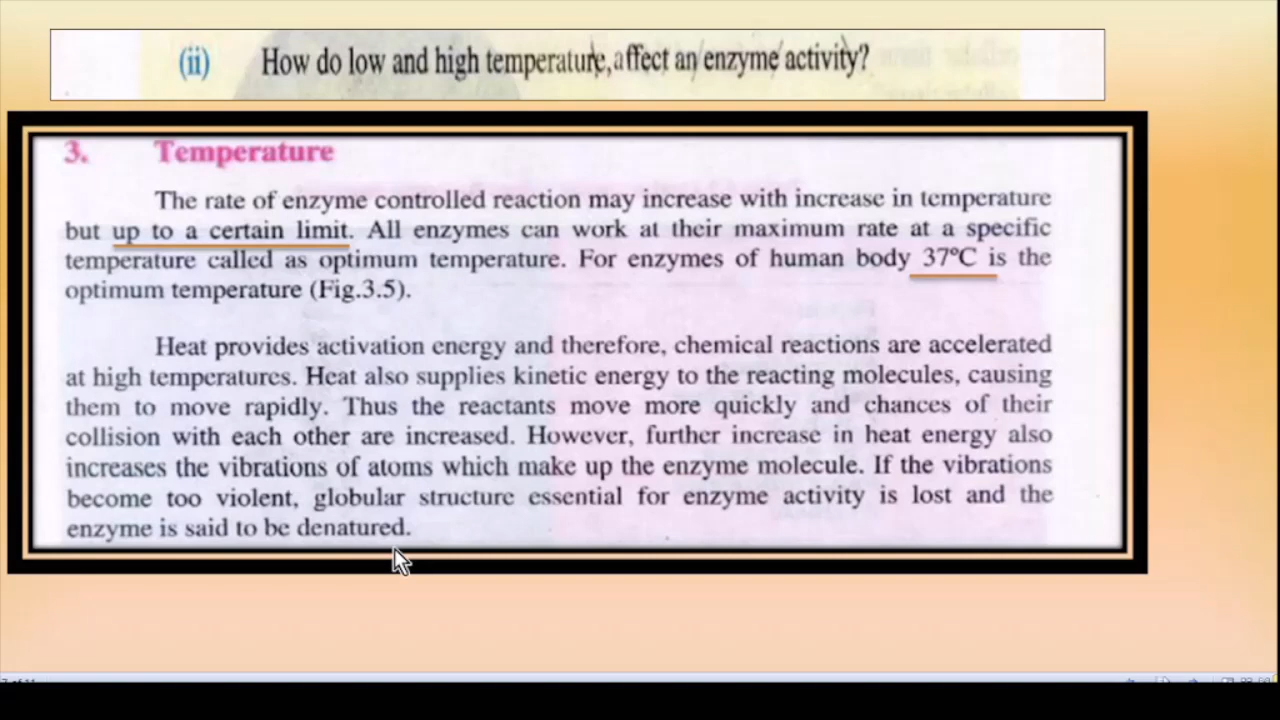 (ii) How do low and high temperature, affect an enzyme activity?
3. Temperature
The rate of enzyme controlled reaction may increase with increase in temperature
but up to a certain limit. All enzymes can work at their maximum rate at a specific
temperature called as optimum temperature. For enzymes of human body 37°C is the
optimum temperature (Fig.3.5).
Heat provides activation energy and therefore, chemical reactions are accelerated
at high temperatures. Heat also supplies kinetic energy to the reacting molecules, causing
them to move rapidly. Thus the reactants move more quickly and chances of their
collision with each other are increased. However, further increase in heat energy also
increases the vibrations of atoms which make up the enzyme molecule. If the vibrations
become too violent, globular structure essential for enzyme activity is lost and the
enzyme is said to be denatured.